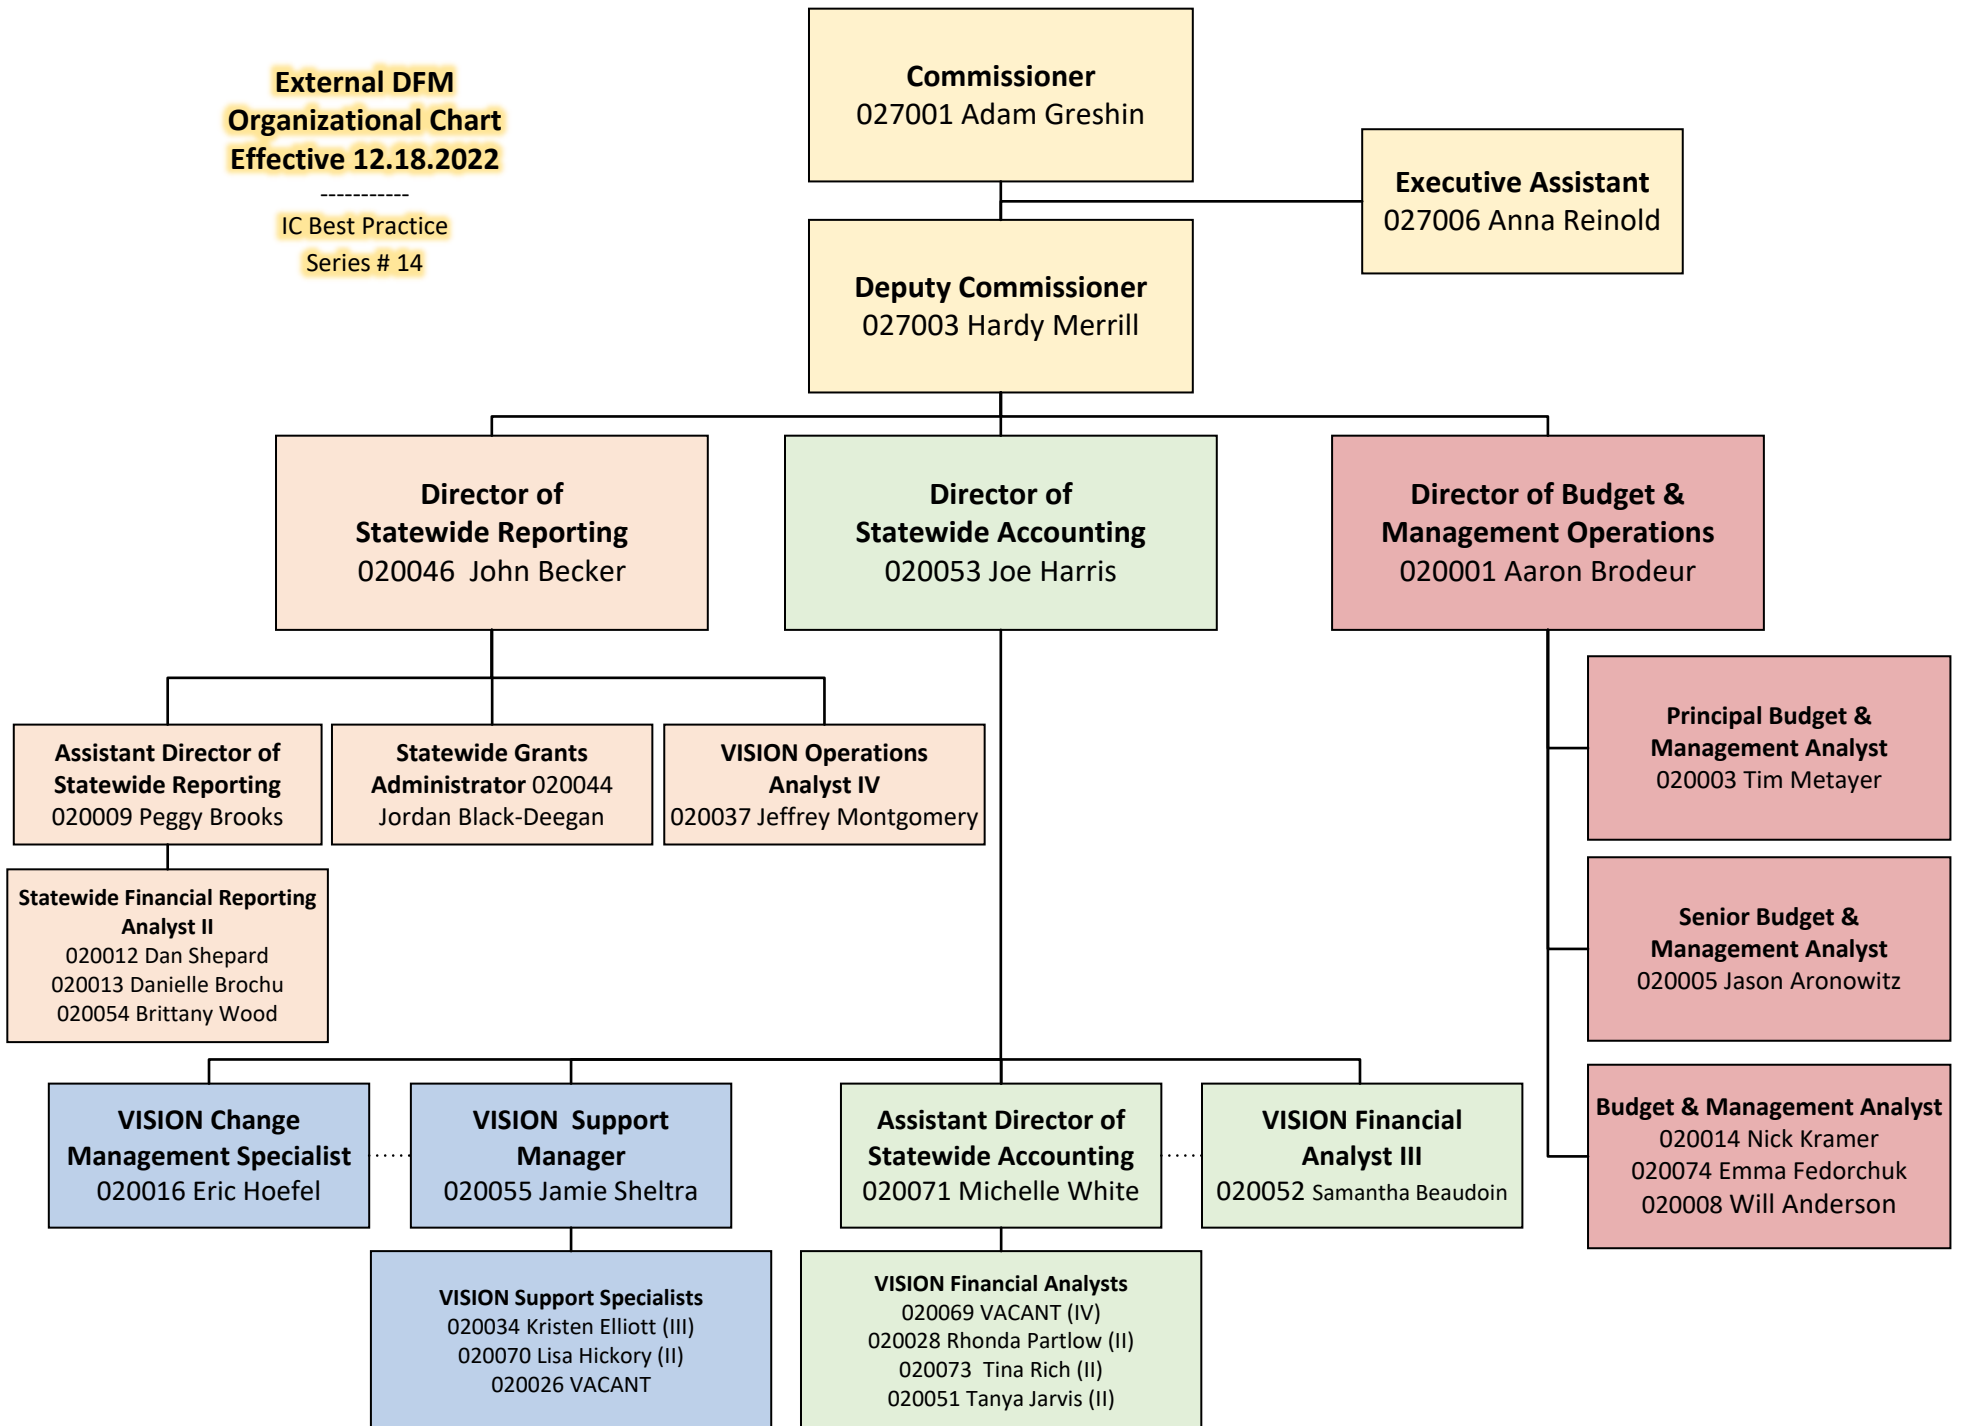 External DFM
Organizational Chart
Effective 12.18.2022
-----------
IC Best Practice
Series # 14
Commissioner
027001 Adam Greshin
Executive Assistant
027006 Anna Reinold
Deputy Commissioner
027003 Hardy Merrill
Director of
Statewide Reporting
020046  John Becker
Director of
Statewide Accounting
020053 Joe Harris
Director of Budget &
Management Operations
020001 Aaron Brodeur
Assistant Director of
Statewide Reporting
020009 Peggy Brooks
Statewide Grants
Administrator 020044
Jordan Black-Deegan
VISION Operations
Analyst IV
020037 Jeffrey Montgomery
Principal Budget &
Management Analyst
020003 Tim Metayer
Statewide Financial Reporting
Analyst II
020012 Dan Shepard
020013 Danielle Brochu
020054 Brittany Wood
Senior Budget &
Management Analyst
020005 Jason Aronowitz
VISION Change
Management Specialist
020016 Eric Hoefel
VISION  Support
Manager
020055 Jamie Sheltra
Assistant Director of
Statewide Accounting
020071 Michelle White
VISION Financial
Analyst III
020052 Samantha Beaudoin
Budget & Management Analyst
020014 Nick Kramer
020074 Emma Fedorchuk
020008 Will Anderson
VISION Support Specialists
020034 Kristen Elliott (III)
020070 Lisa Hickory (II)
020026 VACANT
VISION Financial Analysts
020069 VACANT (IV)
020028 Rhonda Partlow (II)
020073  Tina Rich (II)
020051 Tanya Jarvis (II)